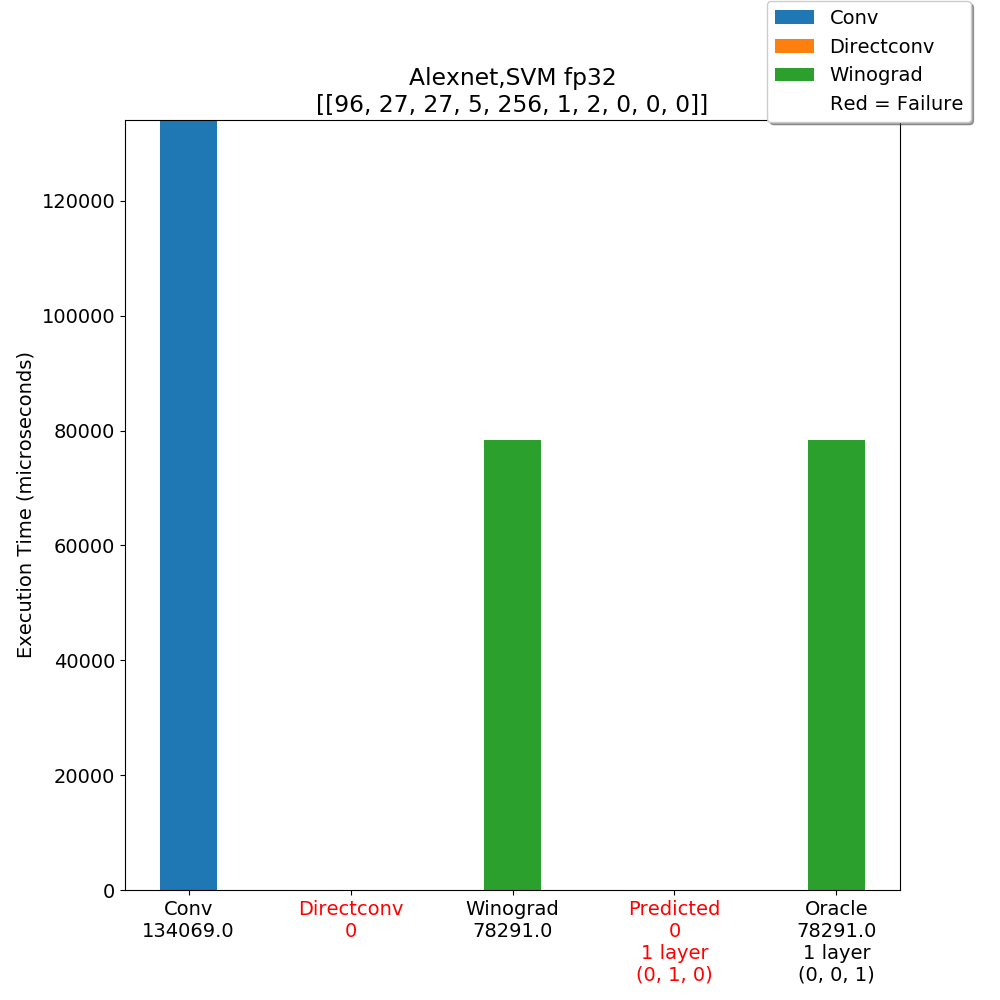 Conv
Directconv
Winograd
Red = Failure
Alexnet,SVM fp32
[[96, 27, 27, 5, 256, 1, 2, 0, 0, 0]]
Execution Time (microseconds)
120000
100000
80000
60000
40000
20000
0
Conv
134069.0
Directconv
0
Winograd
78291.0
Predicted
0
1 layer
(0, 1, 0)
Oracle
78291.0
1 layer
(0, 0, 1)